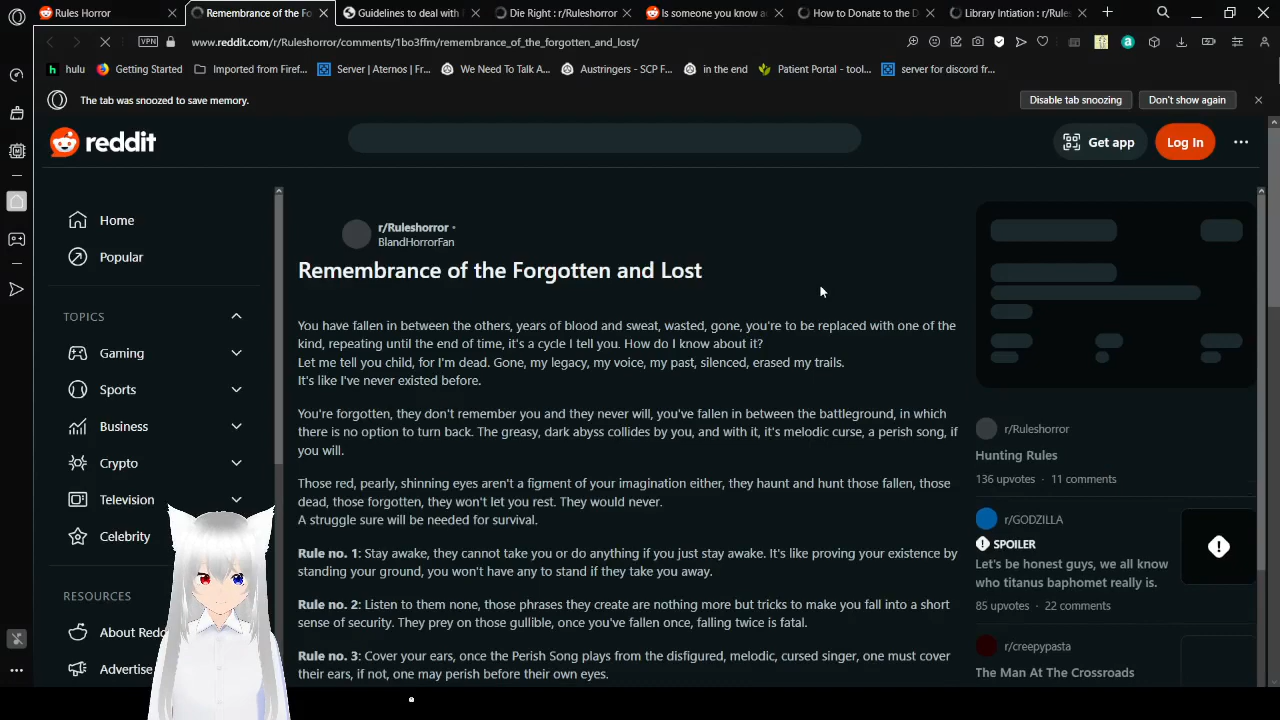 Rules Horror
Remembrance of the Fo
Guidelines to deal with
Die Right : r/Rulesshorror
Is someone you know a
How to Donate to the D
Library Intiation : r/Rules
VPN
www.reddit.com/r/Ruleshorror/comments/1bo3ffm/remembrance_of_the_forgotten_and_lost/
hulu
Getting Started
Imported from Firef...
Server | Aternos | Fr...
We Need To Talk A...
Austringers - SCP F...
in the end
Patient Portal - tool...
server for discord fr...
The tab was snoozed to save memory.
Disable tab snoozing
Don't show again
reddit
Get app
Log In
Home
Popular
TOPICS
Gaming
Sports
Business
Crypto
Television
Celebrity
RESOURCES
About Redd
Advertise
r/Ruleshorror •
BlandHorrorFan
Remembrance of the Forgotten and Lost
You have fallen in between the others, years of blood and sweat, wasted, gone, you're to be replaced with one of the
kind, repeating until the end of time, it's a cycle I tell you. How do I know about it?
Let me tell you child, for I'm dead. Gone, my legacy, my voice, my past, silenced, erased my trails.
It's like I've never existed before.
You're forgotten, they don't remember you and they never will, you've fallen in between the battleground, in which
there is no option to turn back. The greasy, dark abyss collides by you, and with it, it's melodic curse, a perish song, if
you will.
Those red, pearly, shinning eyes aren't a figment of your imagination either, they haunt and hunt those fallen, those
dead, those forgotten, they won't let you rest. They would never.
A struggle sure will be needed for survival.
Rule no. 1: Stay awake, they cannot take you or do anything if you just stay awake. It's like proving your existence by
standing your ground, you won't have any to stand if they take you away.
Rule no. 2: Listen to them none, those phrases they create are nothing more but tricks to make you fall into a short
sense of security. They prey on those gullible, once you've fallen once, falling twice is fatal.
Rule no. 3: Cover your ears, once the Perish Song plays from the disfigured, melodic, cursed singer, one must cover
their ears, if not, one may perish before their own eyes.
r/Ruleshorror
Hunting Rules
136 upvotes · 11 comments
r/GODZILLA
SPOILER
Let's be honest guys, we all know
who titanus baphomet really is.
85 upvotes · 22 comments
r/creepypasta
The Man At The Crossroads